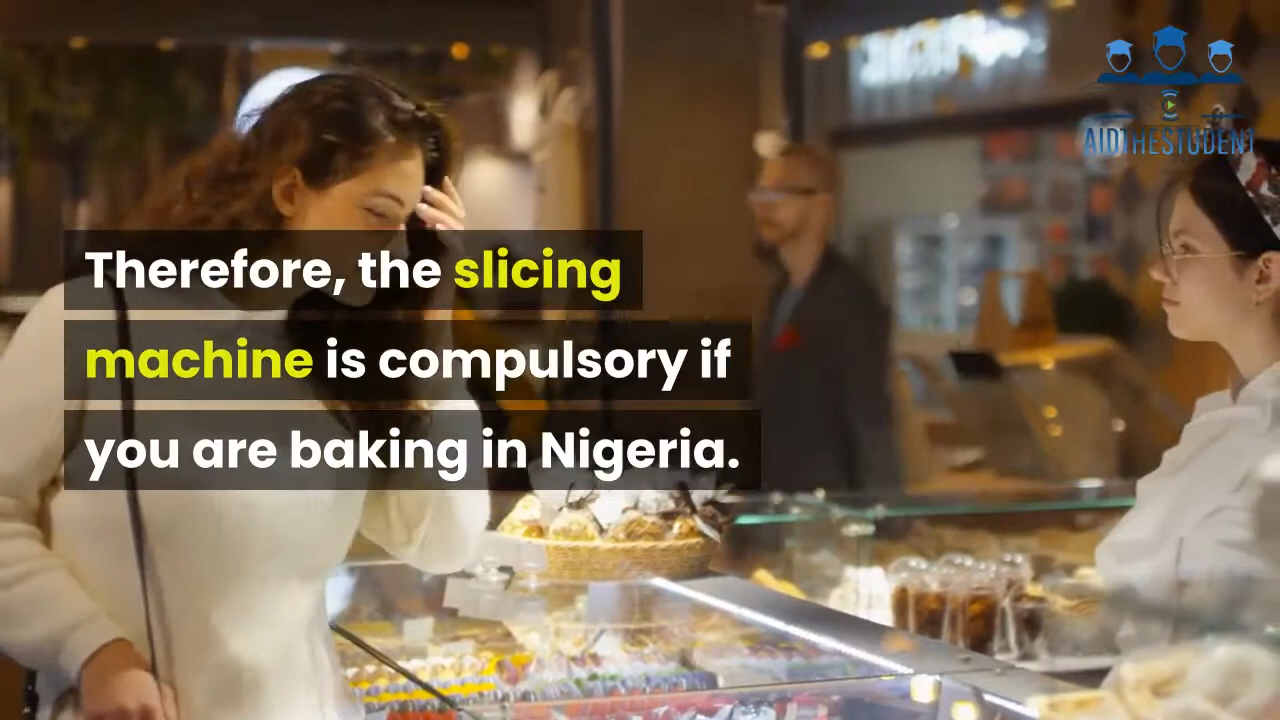 AIDTHESTUDENT
Therefore, the slicing
machine is compulsory if
you are baking in Nigeria.